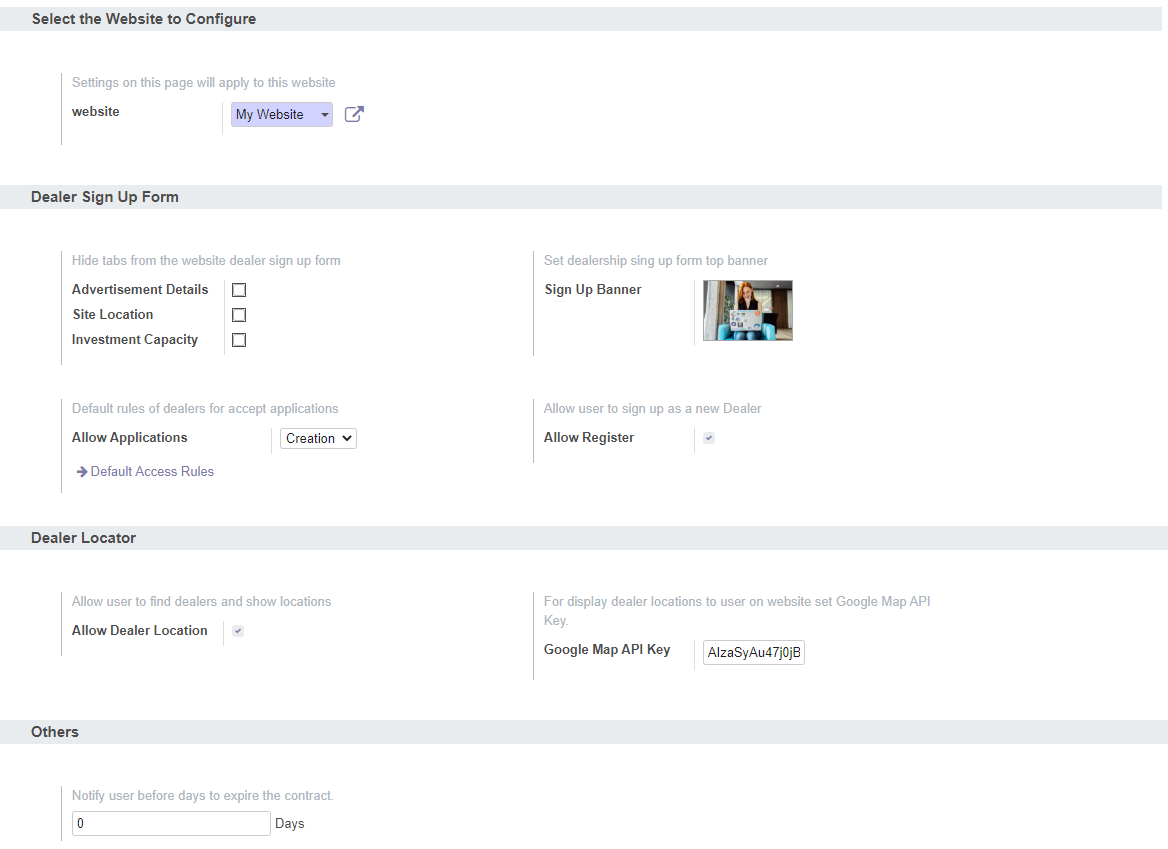 Select the Website to Configure
Settings on this page will apply to this website
website
My Website
Dealer Sign Up Form
Hide tabs from the website dealer sign up form
Advertisement Details
Site Location
Investment Capacity
Set dealership sing up form top banner
Sign Up Banner
Default rules of dealers for accept applications
Allow Applications
Creation
Default Access Rules
Allow user to sign up as a new Dealer
Allow Register
Dealer Locator
Allow user to find dealers and show locations
Allow Dealer Location
For display dealer locations to user on website set Google Map API
Key.
Google Map API Key
AIzaSyAu47j0jB
Others
Notify user before days to expire the contract.
0 Days